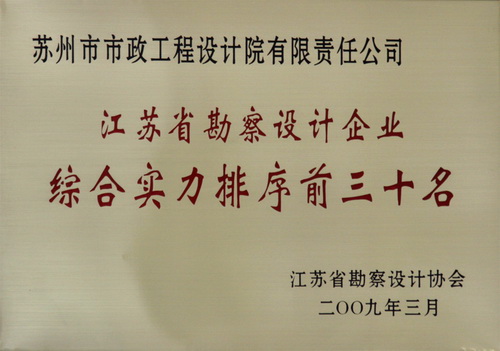 苏州市市政工程设计院有限责任公司
江苏省勘察设计企业
综合实力排序前三十名
江苏省勘察设计协会
二〇〇九年三月